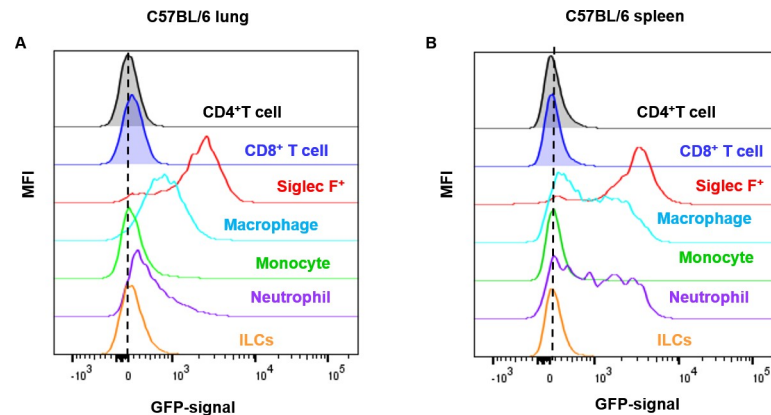 C57BL/6 lung
A
CD4⁺T cell
CD8⁺ T cell
Siglec F⁺
Macrophage
Monocyte
Neutrophil
ILCs
MFI
-10³ 0 10³ 10⁴ 10⁵
GFP-signal
C57BL/6 spleen
B
CD4⁺T cell
CD8⁺ T cell
Siglec F⁺
Macrophage
Monocyte
Neutrophil
ILCs
MFI
-10³ 0 10³ 10⁴ 10⁵
GFP-signal